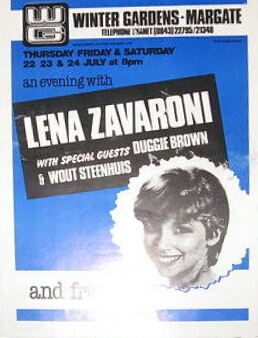 WG WINTER GARDENS · MARGATE
TELEPHONE THANET (0843) 22795/21348
THURSDAY FRIDAY & SATURDAY
22 23 & 24 JULY at 8pm
an evening with
LENA ZAVARONI
WITH SPECIAL GUESTS DUGGIE BROWN
& WOUT STEENHUIS
and